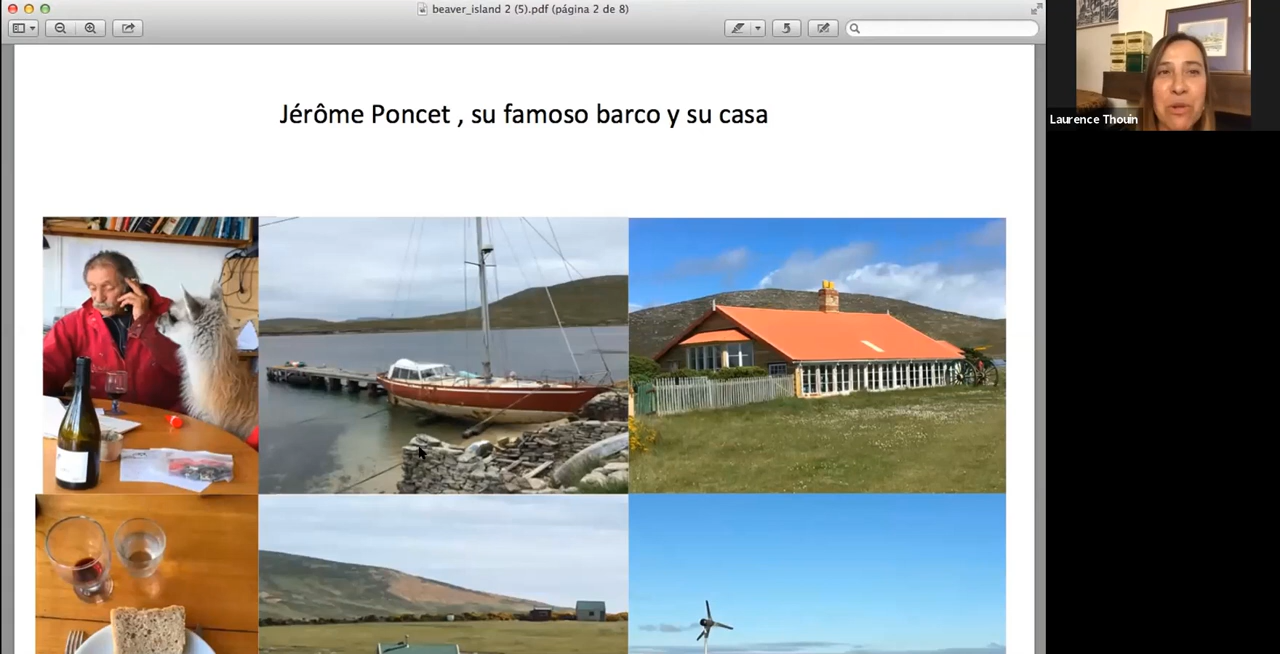 beaver_island 2 (5).pdf (página 2 de 8)
Jérôme Poncet , su famoso barco y su casa
Laurence Thouin